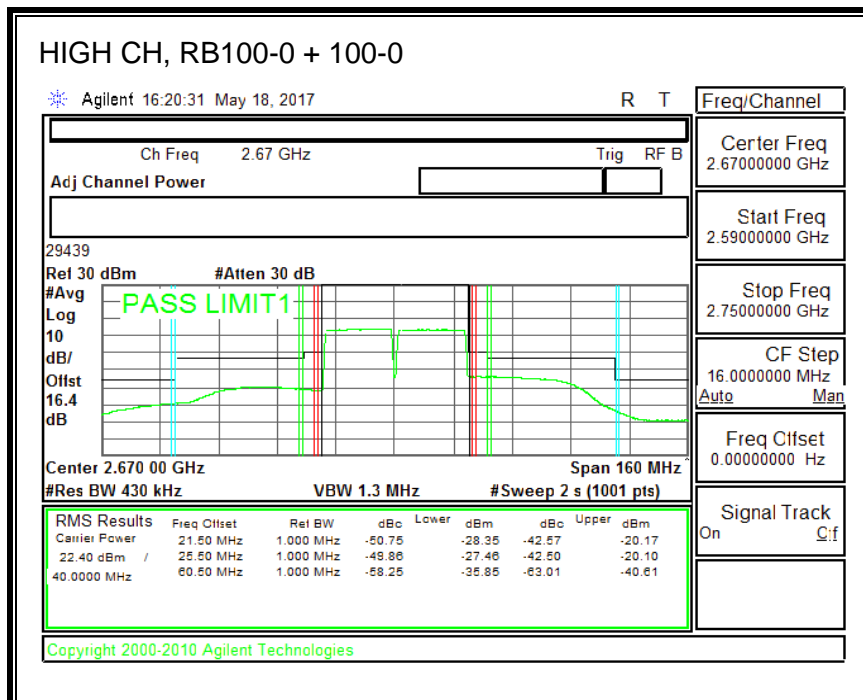 HIGH CH, RB100-0 + 100-0
Agilent 16:20:31 May 18, 2017 R T
Freq/Channel
Ch Freq 2.67 GHz Trig RF B
Adj Channel Power
Center Freq
2.67000000 GHz
Start Freq
2.59000000 GHz
Stop Freq
2.75000000 GHz
CF Step
16.0000000 MHz
Auto Man
Freq Offset
0.00000000 Hz
Signal Track
On Off
29439
Ref 30 dBm #Atten 30 dB
#Avg
Log
10
dB/
Offst
16.4
dB
PASS LIMIT1
Center 2.670 00 GHz Span 160 MHz
#Res BW 430 kHz VBW 1.3 MHz #Sweep 2 s (1001 pts)
RMS Results Freq Offset Ref BW dBc Lower dBm dBc Upper dBm
Carrier Power 21.50 MHz 1.000 MHz -50.75 -28.35 -42.57 -20.17
22.40 dBm / 25.50 MHz 1.000 MHz -49.86 -27.46 -42.50 -20.10
40.0000 MHz 60.50 MHz 1.000 MHz -58.25 -35.85 -63.01 -40.61
Copyright 2000-2010 Agilent Technologies